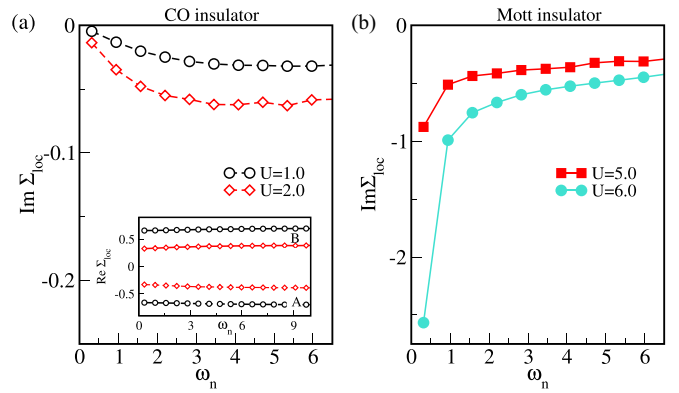 (a) CO insulator
(b) Mott insulator
0
-0.1
-0.2
Im Σloc
U=1.0
U=2.0
0.5
0
-0.5
Re Σloc
B
A
0 3 6 9
ωn
0 1 2 3 4 5 6
ωn
0
-1
-2
ImΣloc
U=5.0
U=6.0
0 1 2 3 4 5 6
ωn